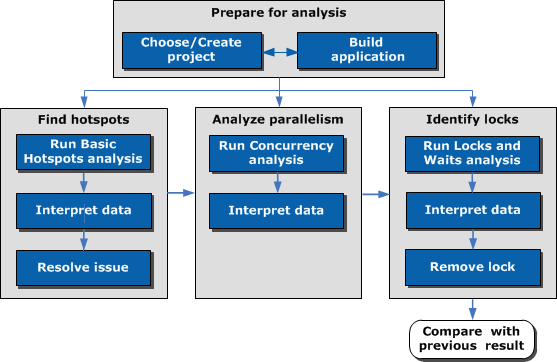 Prepare for analysis
Choose/Create
project
Build
application
Find hotspots
Run Basic
Hotspots analysis
Interpret data
Resolve issue
Analyze parallelism
Run Concurrency
analysis
Interpret data
Identify locks
Run Locks and
Waits analysis
Interpret data
Remove lock
Compare with
previous result